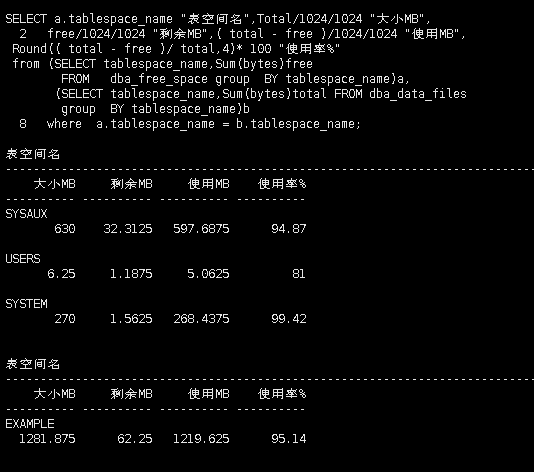 SELECT a.tablespace_name "表空间名",Total/1024/1024 "大小MB",
  2   free/1024/1024 "剩余MB",( total - free )/1024/1024 "使用MB",
 Round(( total - free )/ total,4)* 100 "使用率%"
 from (SELECT tablespace_name,Sum(bytes)free
        FROM   dba_free_space group  BY tablespace_name)a,
       (SELECT tablespace_name,Sum(bytes)total FROM dba_data_files
        group  BY tablespace_name)b
  8   where  a.tablespace_name = b.tablespace_name;
表空间名
--------------------------------------------------------------------------------
    大小MB     剩余MB     使用MB    使用率%
---------- ---------- ---------- ----------
SYSAUX
       630    32.3125   597.6875      94.87
USERS
      6.25     1.1875     5.0625         81
SYSTEM
       270     1.5625   268.4375      99.42
表空间名
--------------------------------------------------------------------------------
    大小MB     剩余MB     使用MB    使用率%
---------- ---------- ---------- ----------
EXAMPLE
  1281.875      62.25   1219.625      95.14